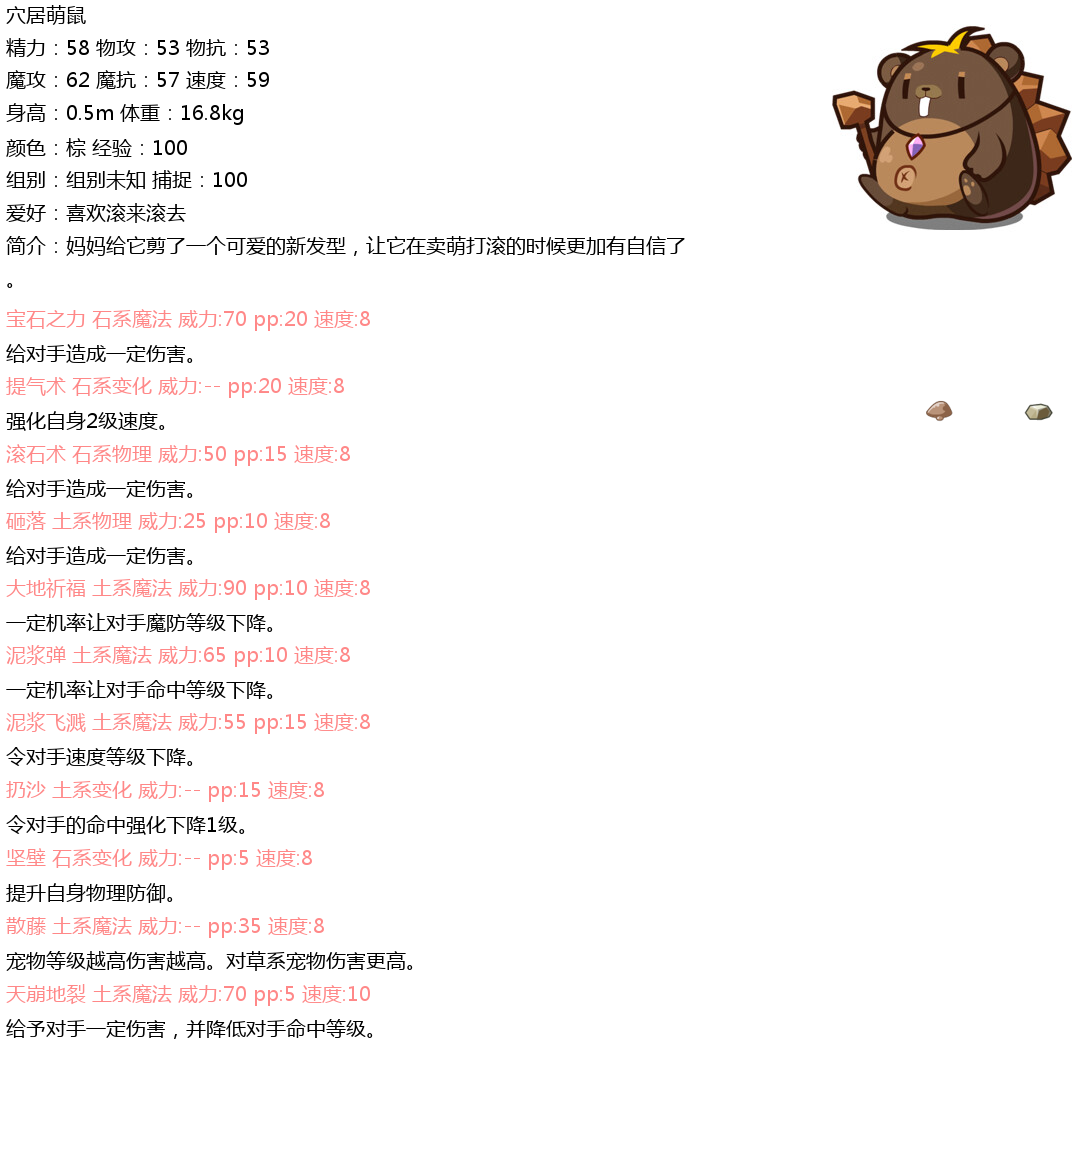 穴居萌鼠
精力：58 物攻：53 物抗：53
魔攻：62 魔抗：57 速度：59
身高：0.5m 体重：16.8kg
颜色：棕 经验：100
组别：组别未知 捕捉：100
爱好：喜欢滚来滚去
简介：妈妈给它剪了一个可爱的新发型，让它在卖萌打滚的时候更加有自信了
。
宝石之力 石系魔法 威力:70 pp:20 速度:8
给对手造成一定伤害。
提气术 石系变化 威力:-- pp:20 速度:8
强化自身2级速度。
滚石术 石系物理 威力:50 pp:15 速度:8
给对手造成一定伤害。
砸落 土系物理 威力:25 pp:10 速度:8
给对手造成一定伤害。
大地祈福 土系魔法 威力:90 pp:10 速度:8
一定机率让对手魔防等级下降。
泥浆弹 土系魔法 威力:65 pp:10 速度:8
一定机率让对手命中等级下降。
泥浆飞溅 土系魔法 威力:55 pp:15 速度:8
令对手速度等级下降。
扔沙 土系变化 威力:-- pp:15 速度:8
令对手的命中强化下降1级。
坚壁 石系变化 威力:-- pp:5 速度:8
提升自身物理防御。
散藤 土系魔法 威力:-- pp:35 速度:8
宠物等级越高伤害越高。对草系宠物伤害更高。
天崩地裂 土系魔法 威力:70 pp:5 速度:10
给予对手一定伤害，并降低对手命中等级。